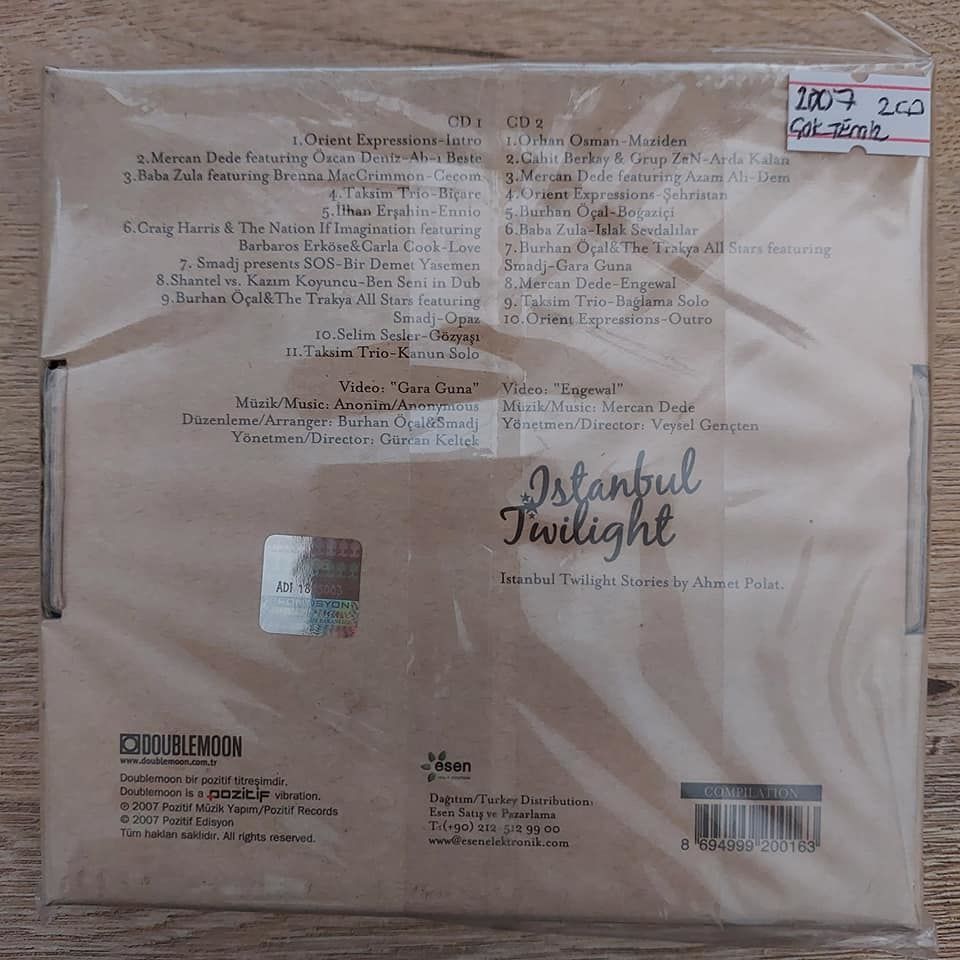 2007 2CD
ÇOK TEMİZ
CD 1
1.Orient Expressions-Intro
2.Mercan Dede featuring Özcan Deniz-Ab-ı Beste
3.Baba Zula featuring Brenna MacCrimmon-Cecom
4.Taksim Trio-Biçare
5.İlhan Erşahin-Ennio
6.Craig Harris & The Nation If Imagination featuring
Barbaros Erköse&Carla Cook-Love
7. Smadj presents SOS-Bir Demet Yasemen
8.Shantel vs. Kazım Koyuncu-Ben Seni in Dub
9.Burhan Öçal&The Trakya All Stars featuring
Smadj-Opaz
10.Selim Sesler-Gözyaşı
11.Taksim Trio-Kanun Solo
Video: "Gara Guna"
Müzik/Music: Anonim/Anonymous
Düzenleme/Arranger: Burhan Öçal&Smadj
Yönetmen/Director: Gürcan Keltek
CD 2
1.Orhan Osman-Maziden
2.Cahit Berkay & Grup ZeN-Arda Kalan
3.Mercan Dede featuring Azam Ali-Dem
4.Orient Expressions-Şehristan
5.Burhan Öçal-Boğaziçi
6.Baba Zula-Islak Sevdalılar
7.Burhan Öçal&The Trakya All Stars featuring
Smadj-Gara Guna
8.Mercan Dede-Engewal
9.Taksim Trio-Bağlama Solo
10.Orient Expressions-Outro
Video: "Engewal"
Müzik/Music: Mercan Dede
Yönetmen/Director: Veysel Gençten
Istanbul
Twilight
Istanbul Twilight Stories by Ahmet Polat.
DOUBLEMOON
www.doublemoon.com.tr
Doublemoon bir pozitif titreşimdir.
Doublemoon is a pozitif vibration.
℗ 2007 Pozitif Müzik Yapım/Pozitif Records
© 2007 Pozitif Edisyon
Tüm hakları saklıdır. All rights reserved.
esen
Dağıtım/Turkey Distribution:
Esen Satış ve Pazarlama
T:(+90) 212 512 99 00
www@esenelektronik.com
COMPILATION
8 694999 200163